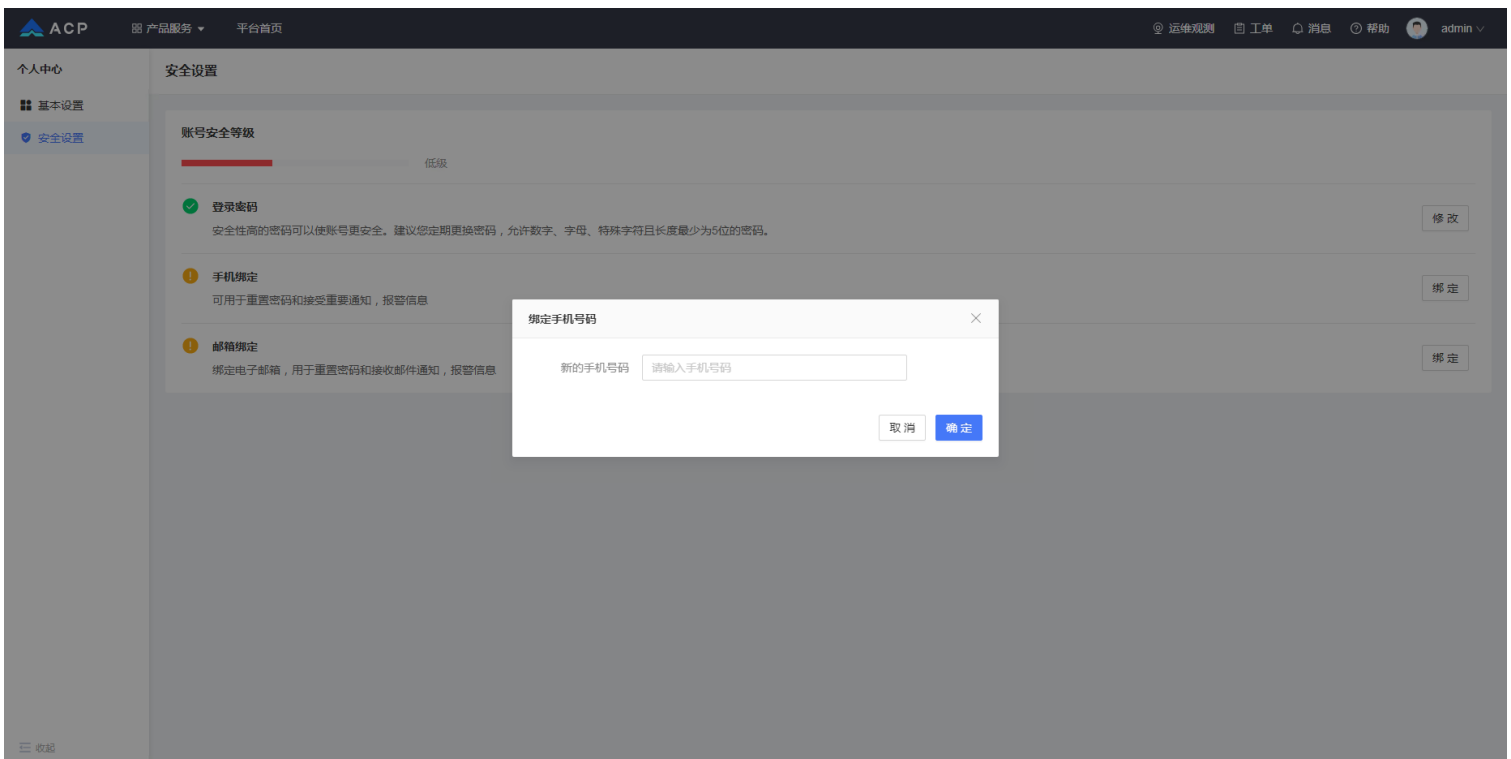 ACP 产品服务 平台首页 运维观测 工单 消息 帮助 admin
个人中心
安全设置
基本设置
安全设置
账号安全等级
低级
登录密码
安全性高的密码可以使账号更安全。建议您定期更换密码，允许数字、字母、特殊字符且长度最少为5位的密码。
修 改
手机绑定
可用于重置密码和接受重要通知，报警信息
绑 定
邮箱绑定
绑定电子邮箱，用于重置密码和接收邮件通知，报警信息
绑 定
绑定手机号码
新的手机号码 请输入手机号码
取 消 确 定
收起